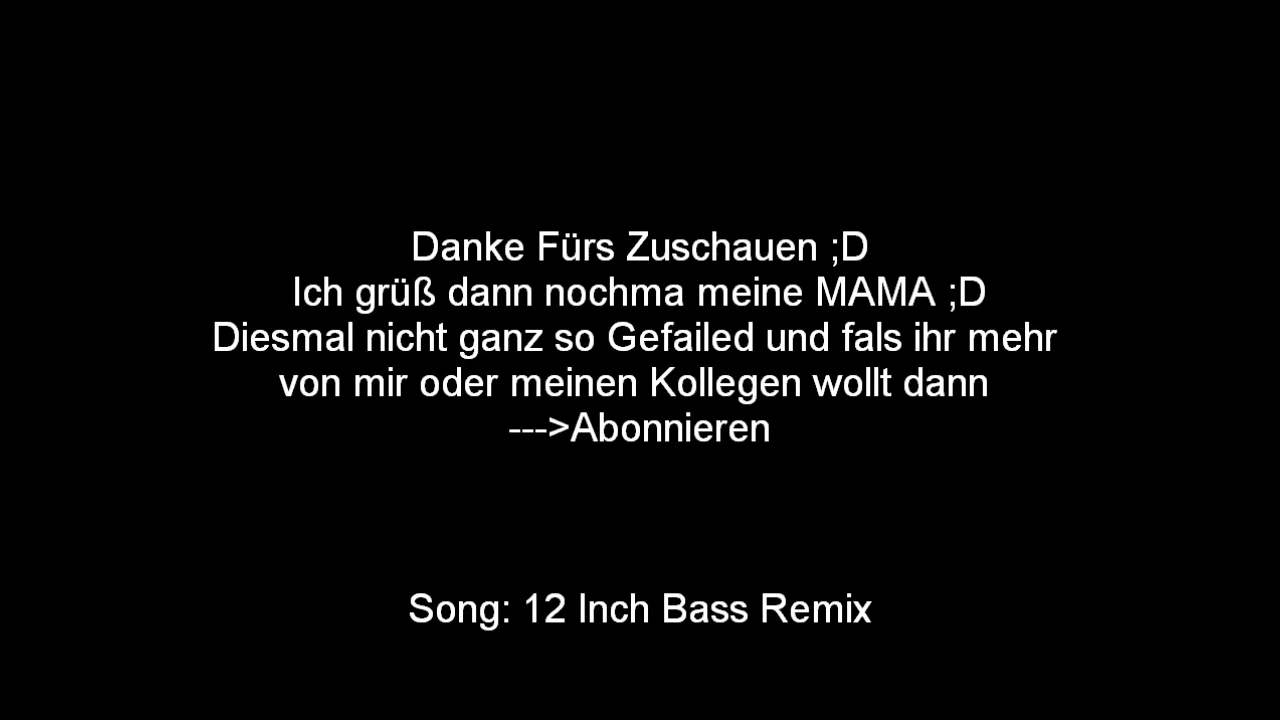 Danke Fürs Zuschauen ;D
Ich grüß dann nochma meine MAMA ;D
Diesmal nicht ganz so Gefailed und fals ihr mehr
von mir oder meinen Kollegen wollt dann
--->Abonnieren
Song: 12 Inch Bass Remix